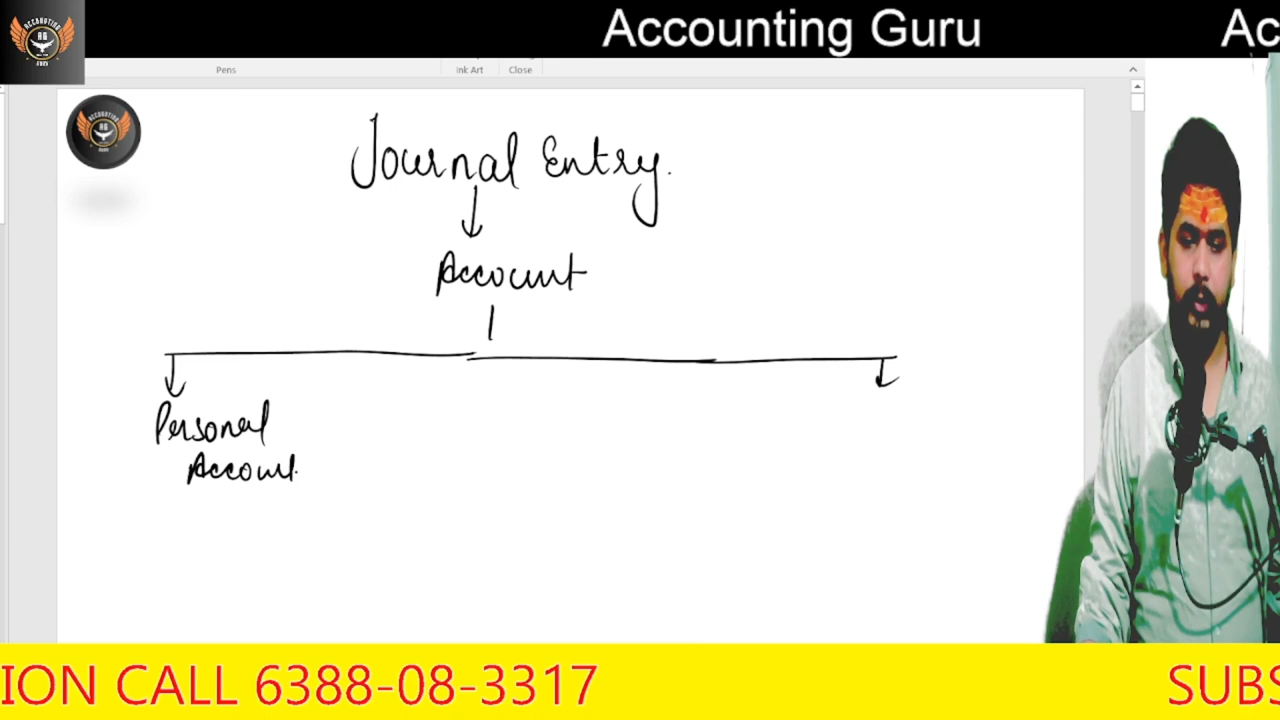 Accounting Guru
Ac
Pens
Ink Art
Close
Journal Entry.
Account
Personal
Account.
ION CALL 6388-08-3317
SUBS